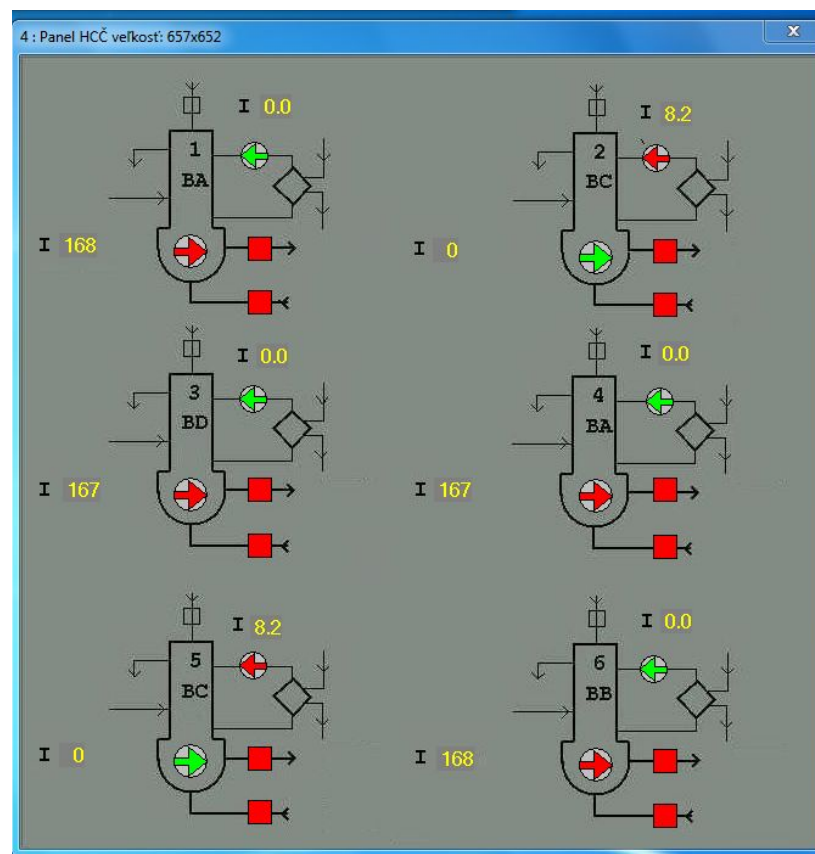 4 : Panel HCČ veľkosť: 657x652
x
I 0.0
1
BA
I 168
I 8.2
2
BC
I 0
I 0.0
3
BD
I 167
I 0.0
4
BA
I 167
I 8.2
5
BC
I 0
I 0.0
6
BB
I 168